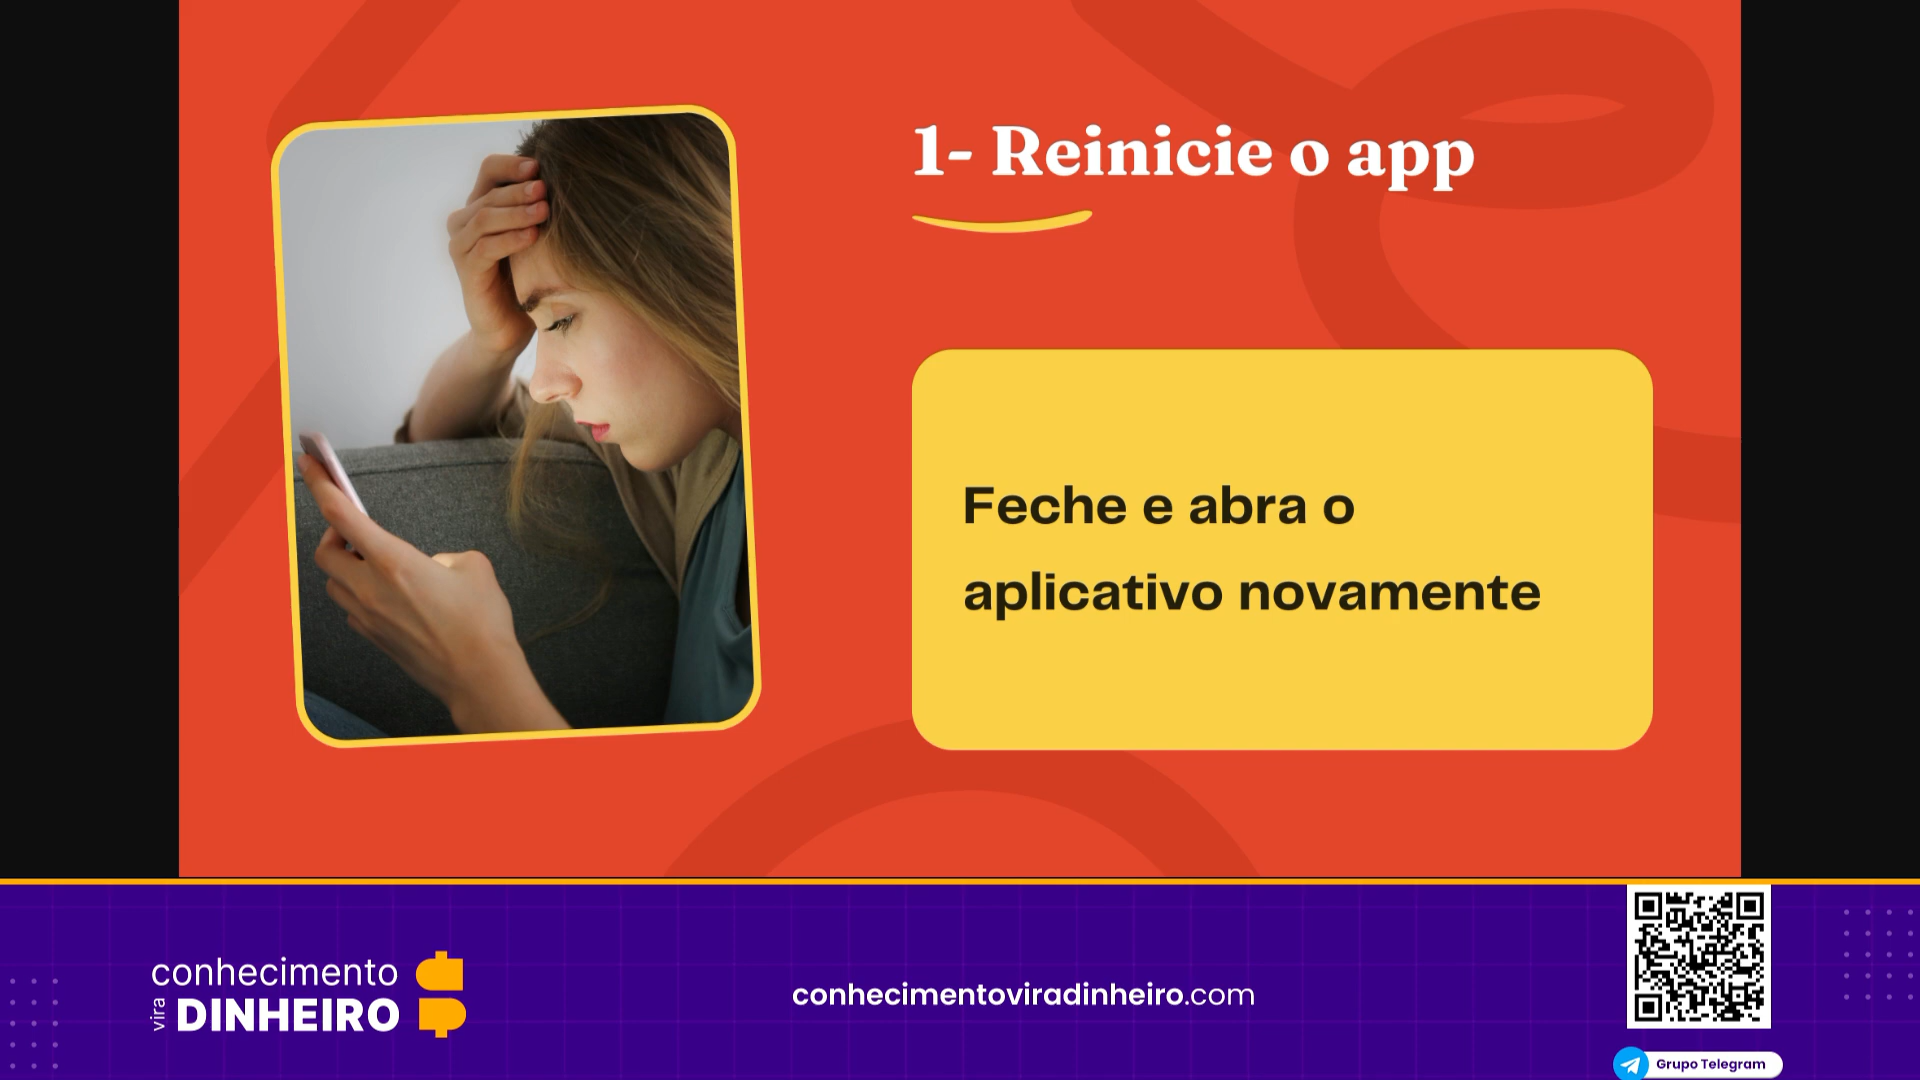 1- Reinicie o app
Feche e abra o
aplicativo novamente
conhecimento
vira
DINHEIRO
conhecimentoviradinheiro.com
Grupo Telegram